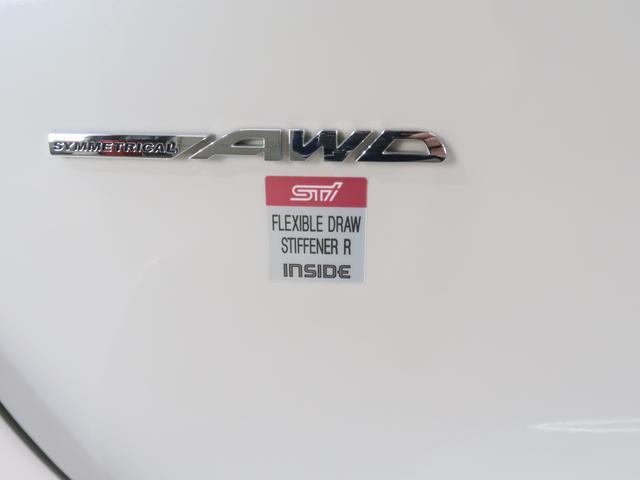 SYMMETRICAL AWD
STI
FLEXIBLE DRAW
STIFFENER R
INSIDE